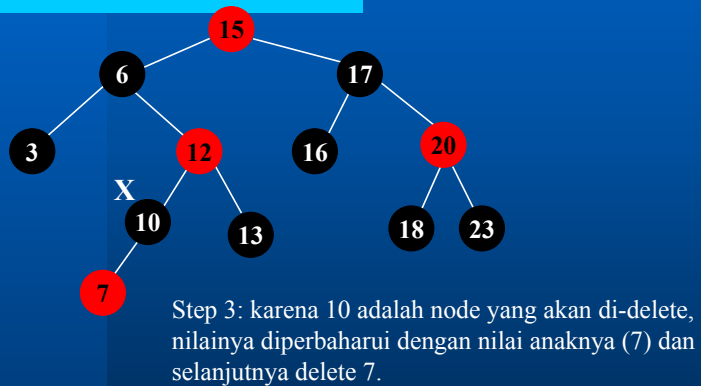 15
6 17
3 12 16 20
X
10 13 18 23
7
Step 3: karena 10 adalah node yang akan di-delete,
nilainya diperbaharui dengan nilai anaknya (7) dan
selanjutnya delete 7.